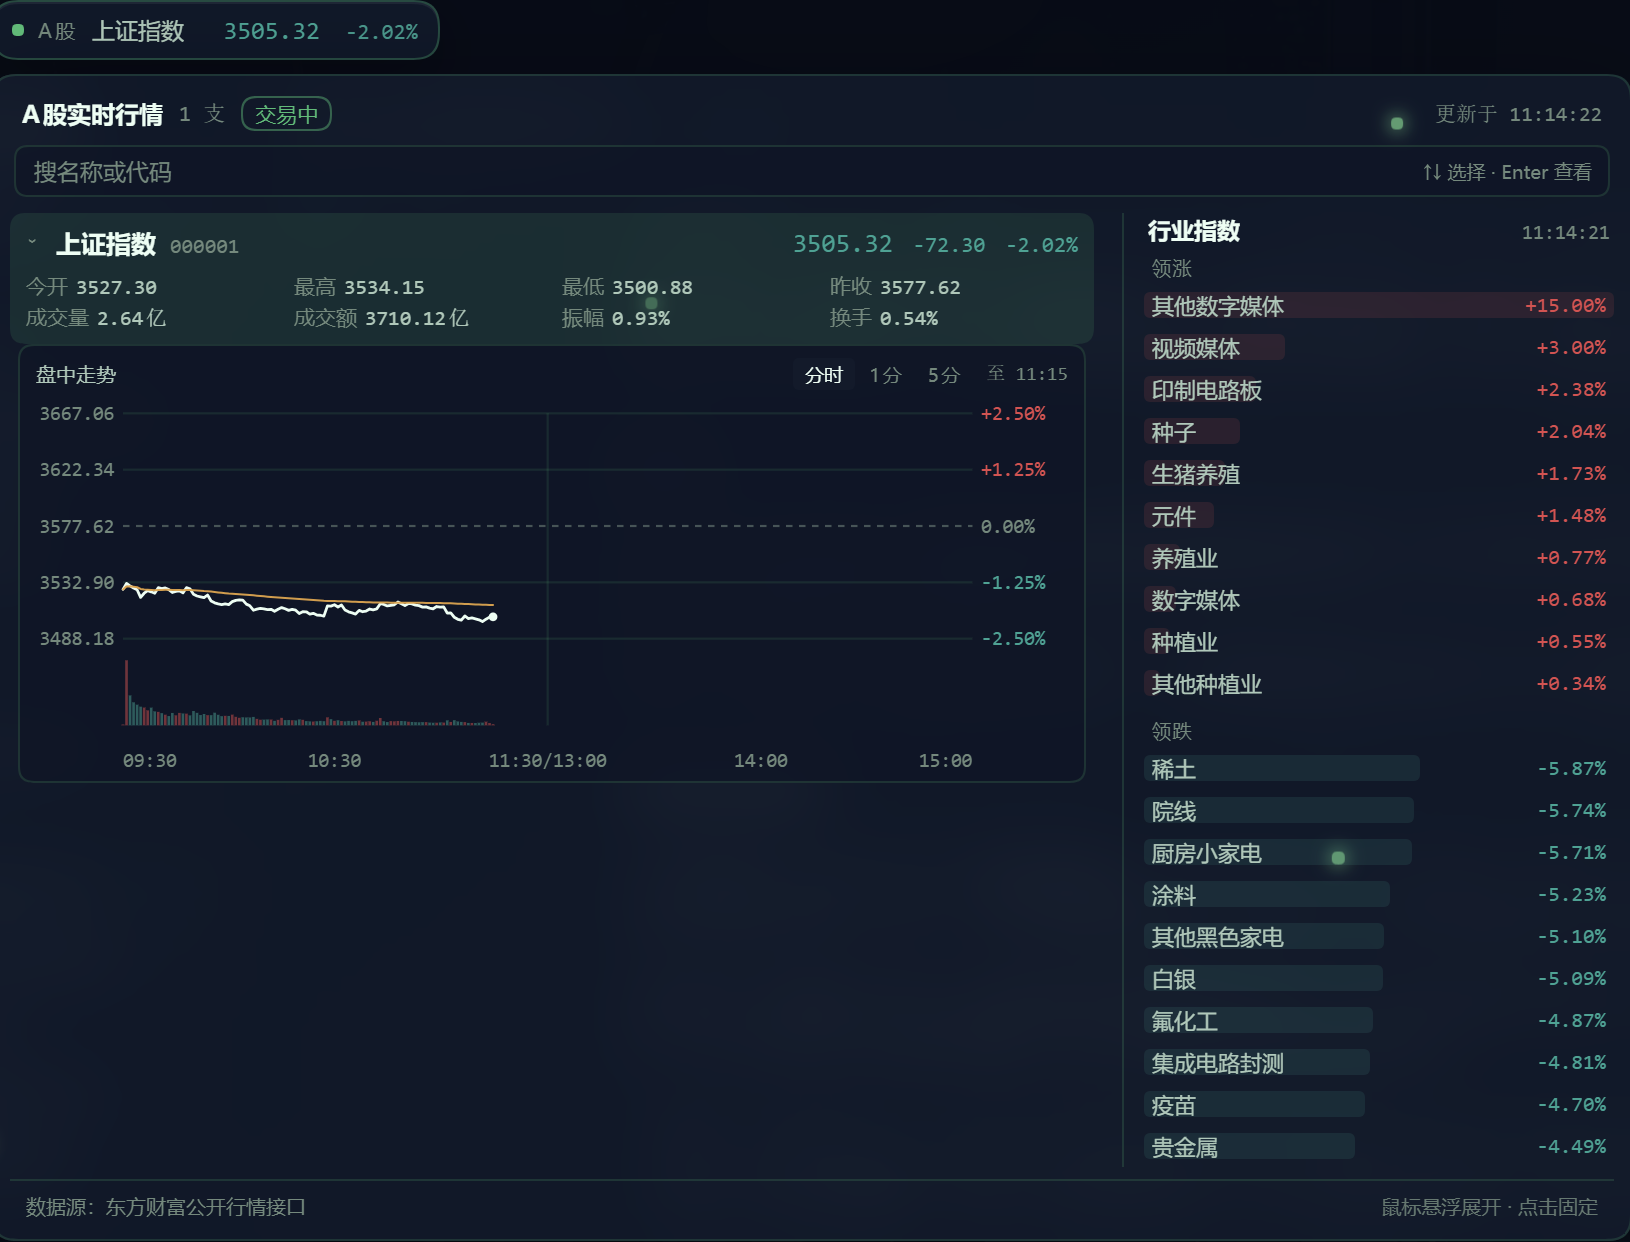 A股 上证指数 3505.32 -2.02%
A股实时行情 1 支 交易中 更新于 11:14:22
搜名称或代码 ↑↓ 选择 · Enter 查看
上证指数 000001 3505.32 -72.30 -2.02%
今开 3527.30 最高 3534.15 最低 3500.88 昨收 3577.62
成交量 2.64亿 成交额 3710.12亿 振幅 0.93% 换手 0.54%
盘中走势 分时 1分 5分 至 11:15
3667.06 +2.50%
3622.34 +1.25%
3577.62 0.00%
3532.90 -1.25%
3488.18 -2.50%
09:30 10:30 11:30/13:00 14:00 15:00
行业指数 11:14:21
领涨
其他数字媒体 +15.00%
视频媒体 +3.00%
印制电路板 +2.38%
种子 +2.04%
生猪养殖 +1.73%
元件 +1.48%
养殖业 +0.77%
数字媒体 +0.68%
种植业 +0.55%
其他种植业 +0.34%
领跌
稀土 -5.87%
院线 -5.74%
厨房小家电 -5.71%
涂料 -5.23%
其他黑色家电 -5.10%
白银 -5.09%
氟化工 -4.87%
集成电路封测 -4.81%
疫苗 -4.70%
贵金属 -4.49%
数据源：东方财富公开行情接口 鼠标悬浮展开 · 点击固定